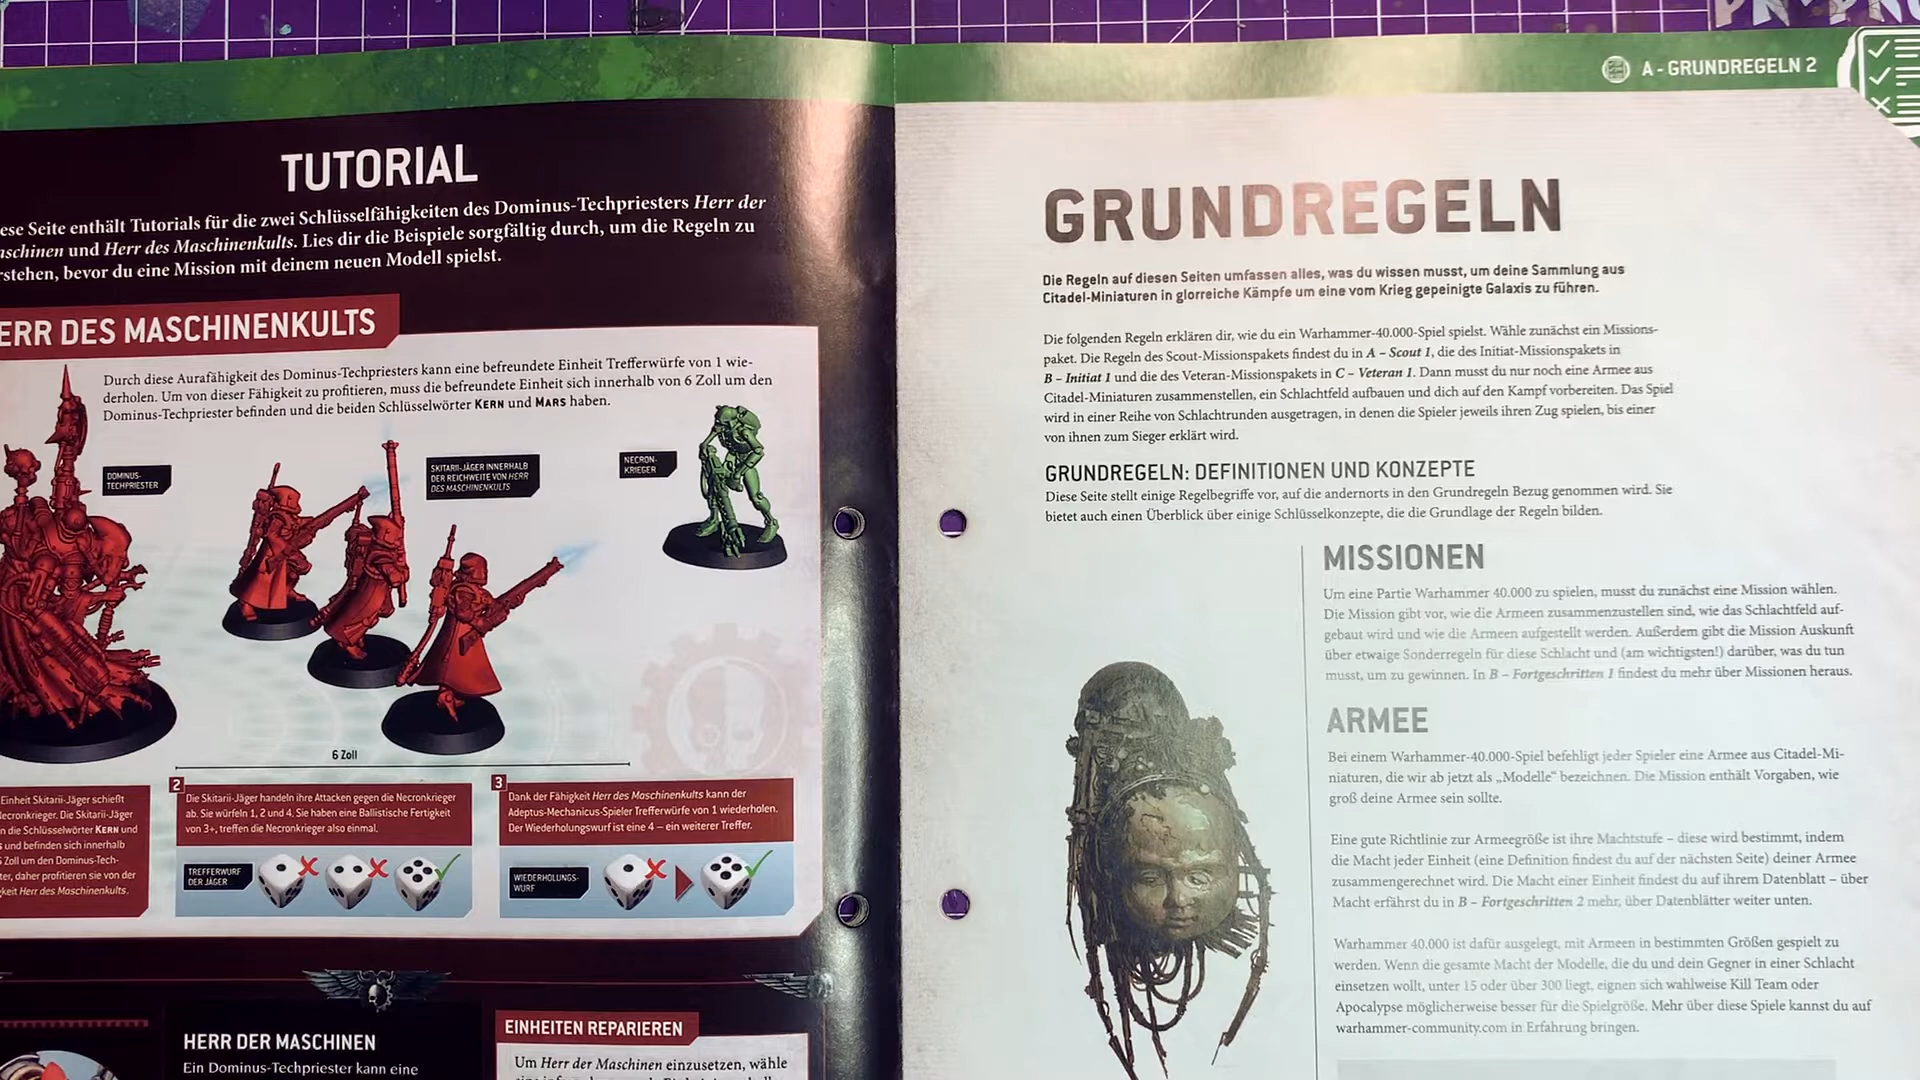 TUTORIAL
ese Seite enthält Tutorials für die zwei Schlüsselfähigkeiten des Dominus-Techpriesters Herr der
aschinen und Herr des Maschinenkults. Lies dir die Beispiele sorgfältig durch, um die Regeln zu
rstehen, bevor du eine Mission mit deinem neuen Modell spielst.
ERR DES MASCHINENKULTS
Durch diese Aurafähigkeit des Dominus-Techpriesters kann eine befreundete Einheit Trefferwürfe von 1 wie-
derholen. Um von dieser Fähigkeit zu profitieren, muss die befreundete Einheit sich innerhalb von 6 Zoll um den
Dominus-Techpriester befinden und die beiden Schlüsselwörter KERN und MARS haben.
DOMINUS-
TECHPRIESTER
SKITARII-JÄGER INNERHALB
DER REICHWEITE VON HERR
DES MASCHINENKULTS
NECRON-
KRIEGER
6 Zoll
Einheit Skitarii-Jäger schießt
Necronkrieger. Die Skitarii-Jäger
n die Schlüsselwörter KERN und
s und befinden sich innerhalb
Zoll um den Dominus-Tech-
ter, daher profitieren sie von der
gkeit Herr des Maschinenkults.
2
Die Skitarii-Jäger handeln ihre Attacken gegen die Necronkrieger
ab. Sie würfeln 1, 2 und 4. Sie haben eine Ballistische Fertigkeit
von 3+, treffen die Necronkrieger also einmal.
TREFFERWURF
DER JÄGER
3
Dank der Fähigkeit Herr des Maschinenkults kann der
Adeptus-Mechanicus-Spieler Trefferwürfe von 1 wiederholen.
Der Wiederholungswurf ist eine 4 – ein weiterer Treffer.
WIEDERHOLUNGS-
WURF
HERR DER MASCHINEN
Ein Dominus-Techpriester kann eine
EINHEITEN REPARIEREN
Um Herr der Maschinen einzusetzen, wähle
A - GRUNDREGELN 2
GRUNDREGELN
Die Regeln auf diesen Seiten umfassen alles, was du wissen musst, um deine Sammlung aus
Citadel-Miniaturen in glorreiche Kämpfe um eine vom Krieg gepeinigte Galaxis zu führen.
Die folgenden Regeln erklären dir, wie du ein Warhammer-40.000-Spiel spielst. Wähle zunächst ein Missions-
paket. Die Regeln des Scout-Missionspakets findest du in A – Scout 1, die des Initiat-Missionspakets in
B – Initiat 1 und die des Veteran-Missionspakets in C – Veteran 1. Dann musst du nur noch eine Armee aus
Citadel-Miniaturen zusammenstellen, ein Schlachtfeld aufbauen und dich auf den Kampf vorbereiten. Das Spiel
wird in einer Reihe von Schlachtrunden ausgetragen, in denen die Spieler jeweils ihren Zug spielen, bis einer
von ihnen zum Sieger erklärt wird.
GRUNDREGELN: DEFINITIONEN UND KONZEPTE
Diese Seite stellt einige Regelbegriffe vor, auf die andernorts in den Grundregeln Bezug genommen wird. Sie
bietet auch einen Überblick über einige Schlüsselkonzepte, die die Grundlage der Regeln bilden.
MISSIONEN
Um eine Partie Warhammer 40.000 zu spielen, musst du zunächst eine Mission wählen.
Die Mission gibt vor, wie die Armeen zusammenzustellen sind, wie das Schlachtfeld auf-
gebaut wird und wie die Armeen aufgestellt werden. Außerdem gibt die Mission Auskunft
über etwaige Sonderregeln für diese Schlacht und (am wichtigsten!) darüber, was du tun
musst, um zu gewinnen. In B – Fortgeschritten 1 findest du mehr über Missionen heraus.
ARMEE
Bei einem Warhammer-40.000-Spiel befehligt jeder Spieler eine Armee aus Citadel-Mi-
niaturen, die wir ab jetzt als „Modelle“ bezeichnen. Die Mission enthält Vorgaben, wie
groß deine Armee sein sollte.
Eine gute Richtlinie zur Armeegröße ist ihre Machtstufe – diese wird bestimmt, indem
die Macht jeder Einheit (eine Definition findest du auf der nächsten Seite) deiner Armee
zusammengerechnet wird. Die Macht einer Einheit findest du auf ihrem Datenblatt – über
Macht erfährst du in B – Fortgeschritten 2 mehr, über Datenblätter weiter unten.
Warhammer 40.000 ist dafür ausgelegt, mit Armeen in bestimmten Größen gespielt zu
werden. Wenn die gesamte Macht der Modelle, die du und dein Gegner in einer Schlacht
einsetzen wollt, unter 15 oder über 300 liegt, eignen sich wahlweise Kill Team oder
Apocalypse möglicherweise besser für die Spielgröße. Mehr über diese Spiele kannst du auf
warhammer-community.com in Erfahrung bringen.